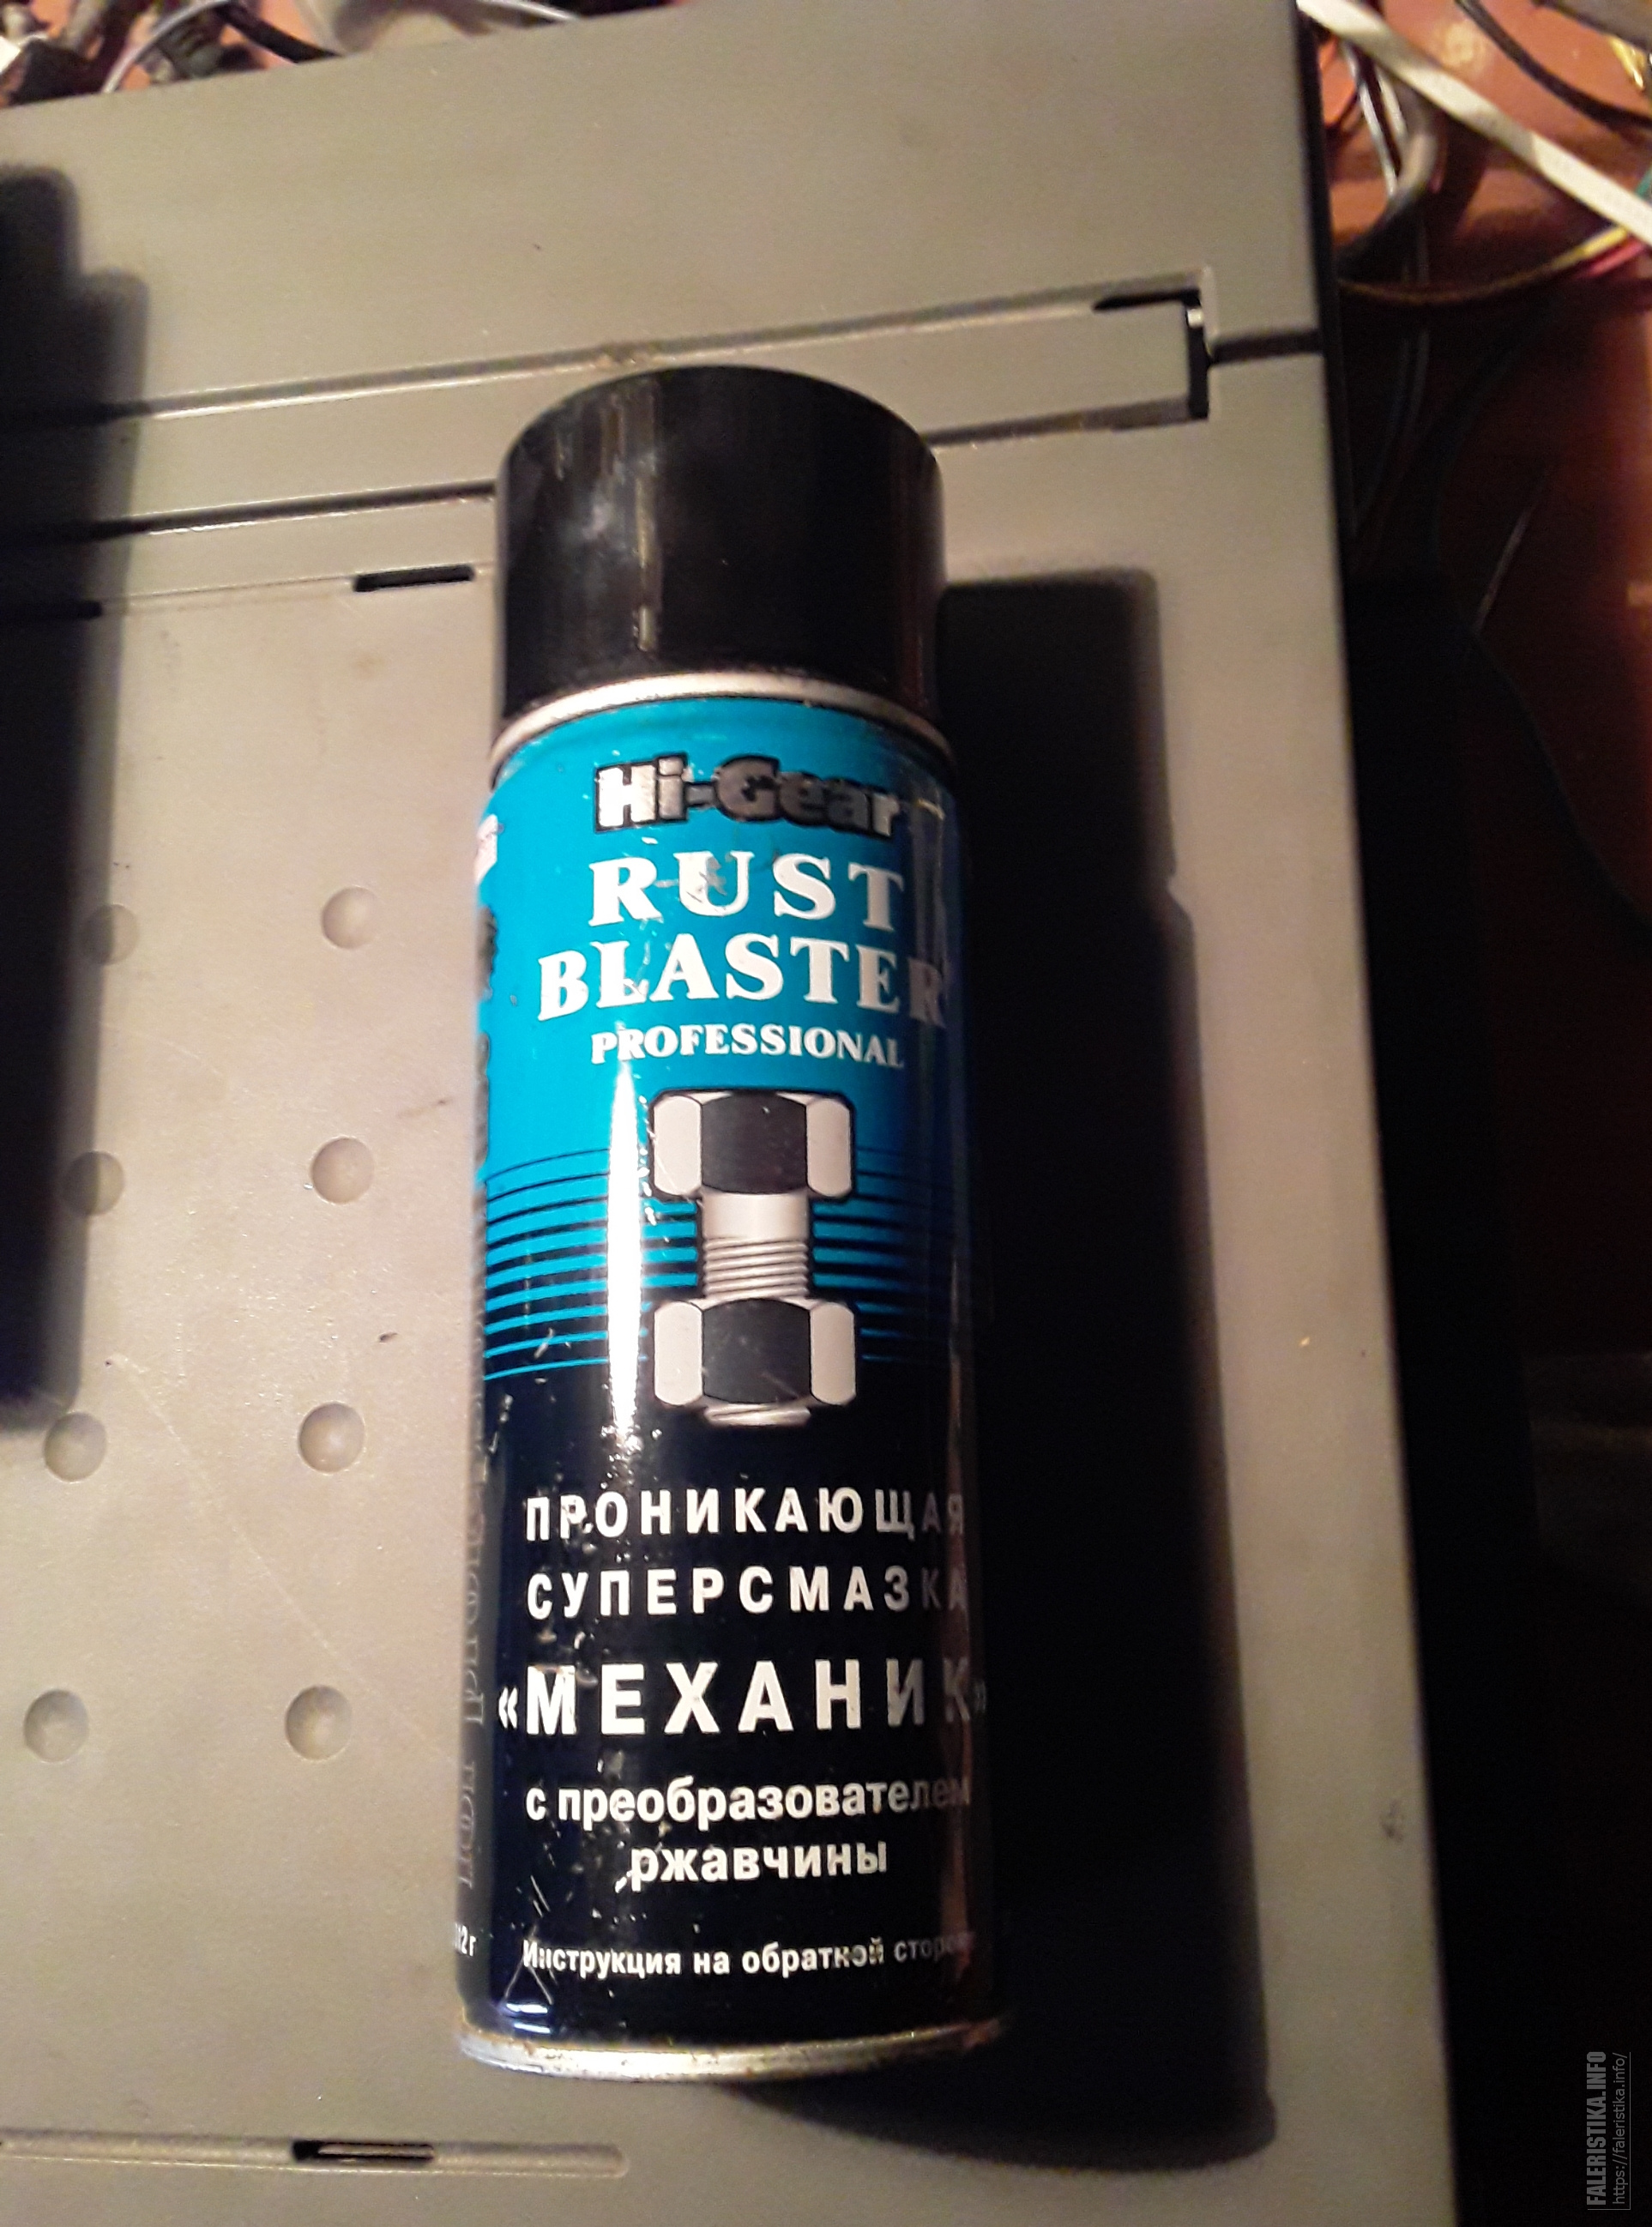 Hi-Gear
RUST
BLASTER
PROFESSIONAL
ПРОНИКАЮЩАЯ
СУПЕРСМАЗКА
«МЕХАНИК»
с преобразователем
ржавчины
Инструкция на обратной
FALERISTIKA.INFO
https://faleristika.info/